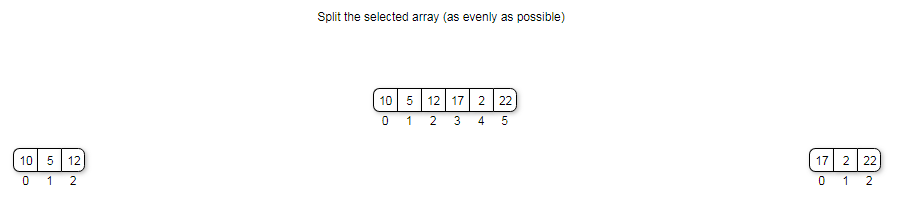 Split the selected array (as evenly as possible)
10 5 12 17 2 22
0 1 2 3 4 5
10 5 12
0 1 2
17 2 22
0 1 2